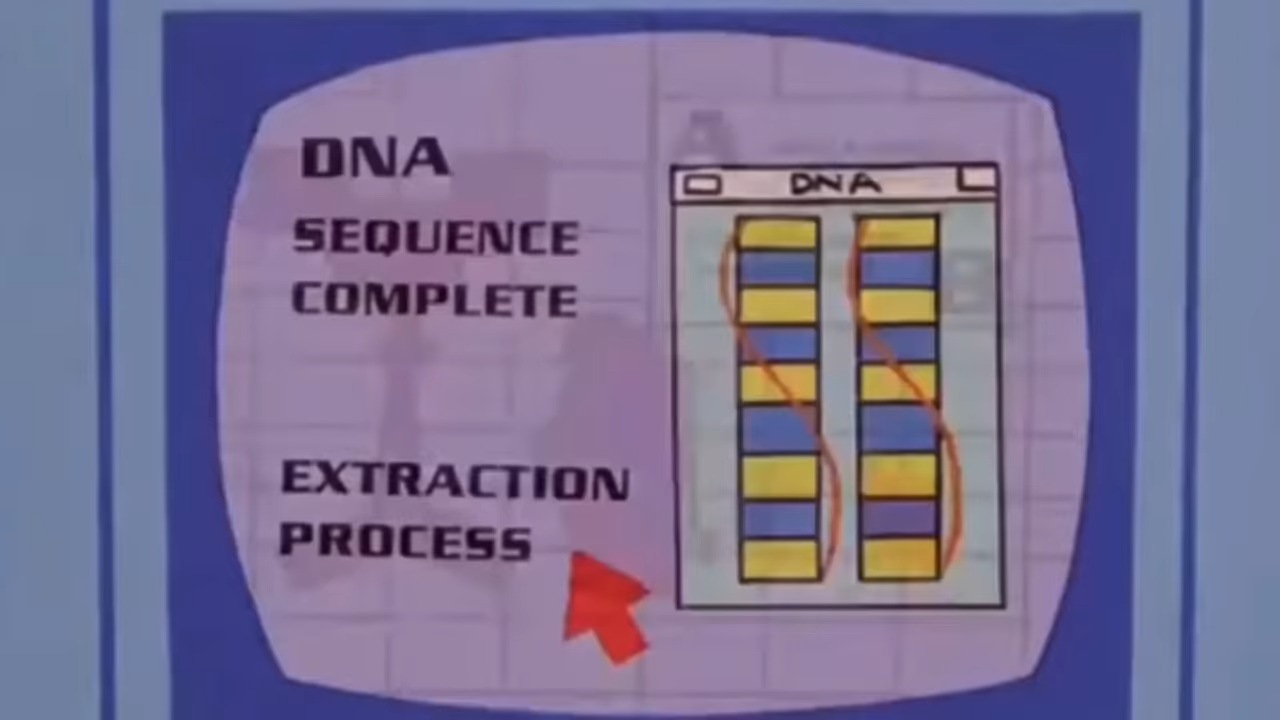 DNA
SEQUENCE
COMPLETE
EXTRACTION
PROCESS
DNA